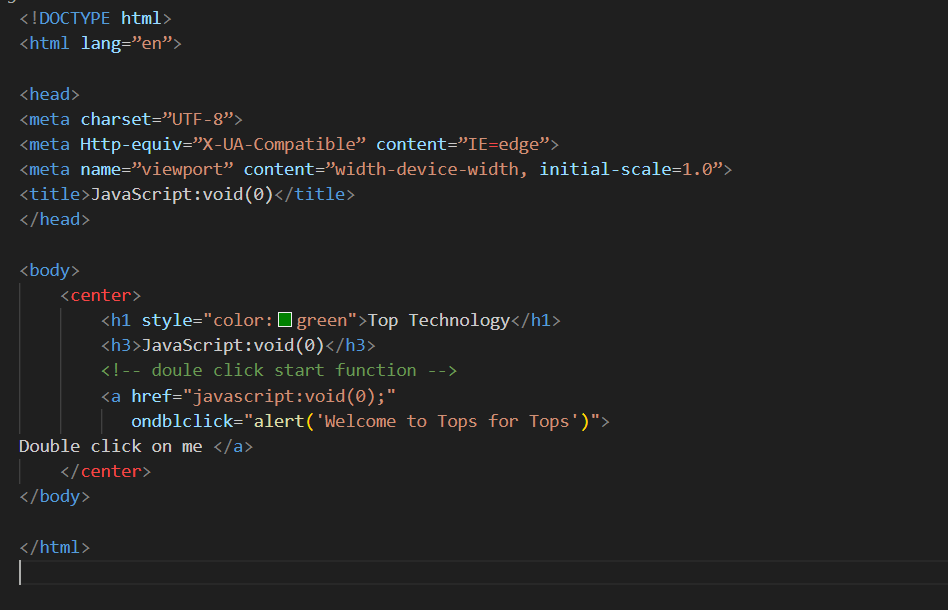 <!DOCTYPE html>
<html lang=”en”>
<head>
<meta charset=”UTF-8”>
<meta Http-equiv=”X-UA-Compatible” content=”IE=edge”>
<meta name=”viewport” content=”width-device-width, initial-scale=1.0”>
<title>JavaScript:void(0)</title>
</head>
<body>
<center>
<h1 style="color:green">Top Technology</h1>
<h3>JavaScript:void(0)</h3>
<!-- doule click start function -->
<a href="javascript:void(0);"
ondblclick="alert('Welcome to Tops for Tops')">
Double click on me </a>
</center>
</body>
</html>